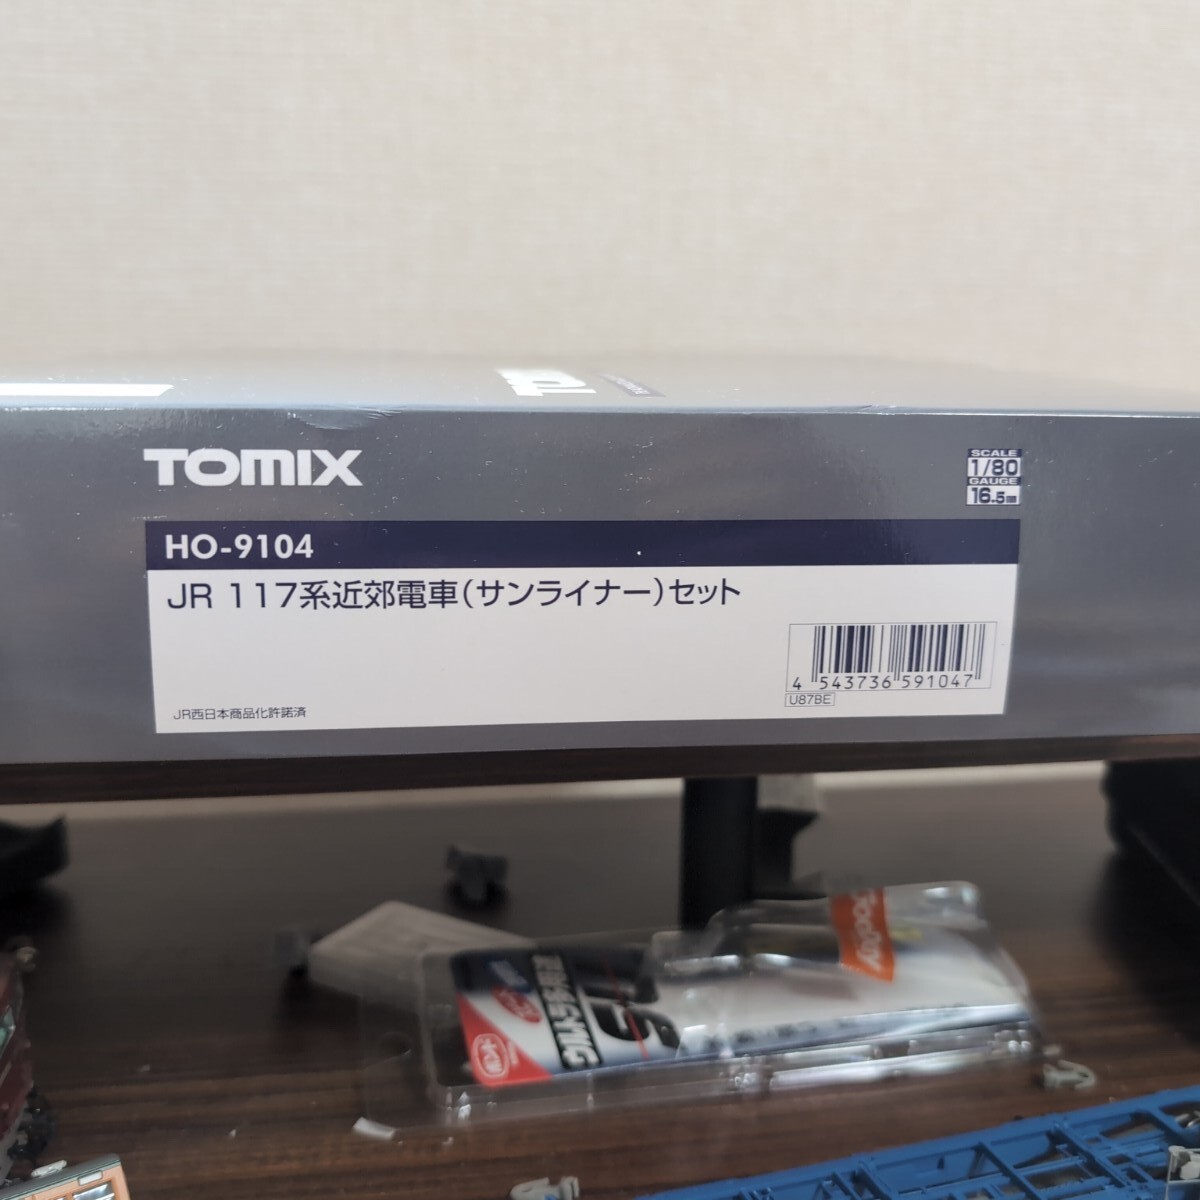 TOMIX
SCALE
1/80
GAUGE
16.5mm
HO-9104
JR 117系近郊電車(サンライナー)セット
4 543736 591047
U87BE
JR西日本商品化許諾済